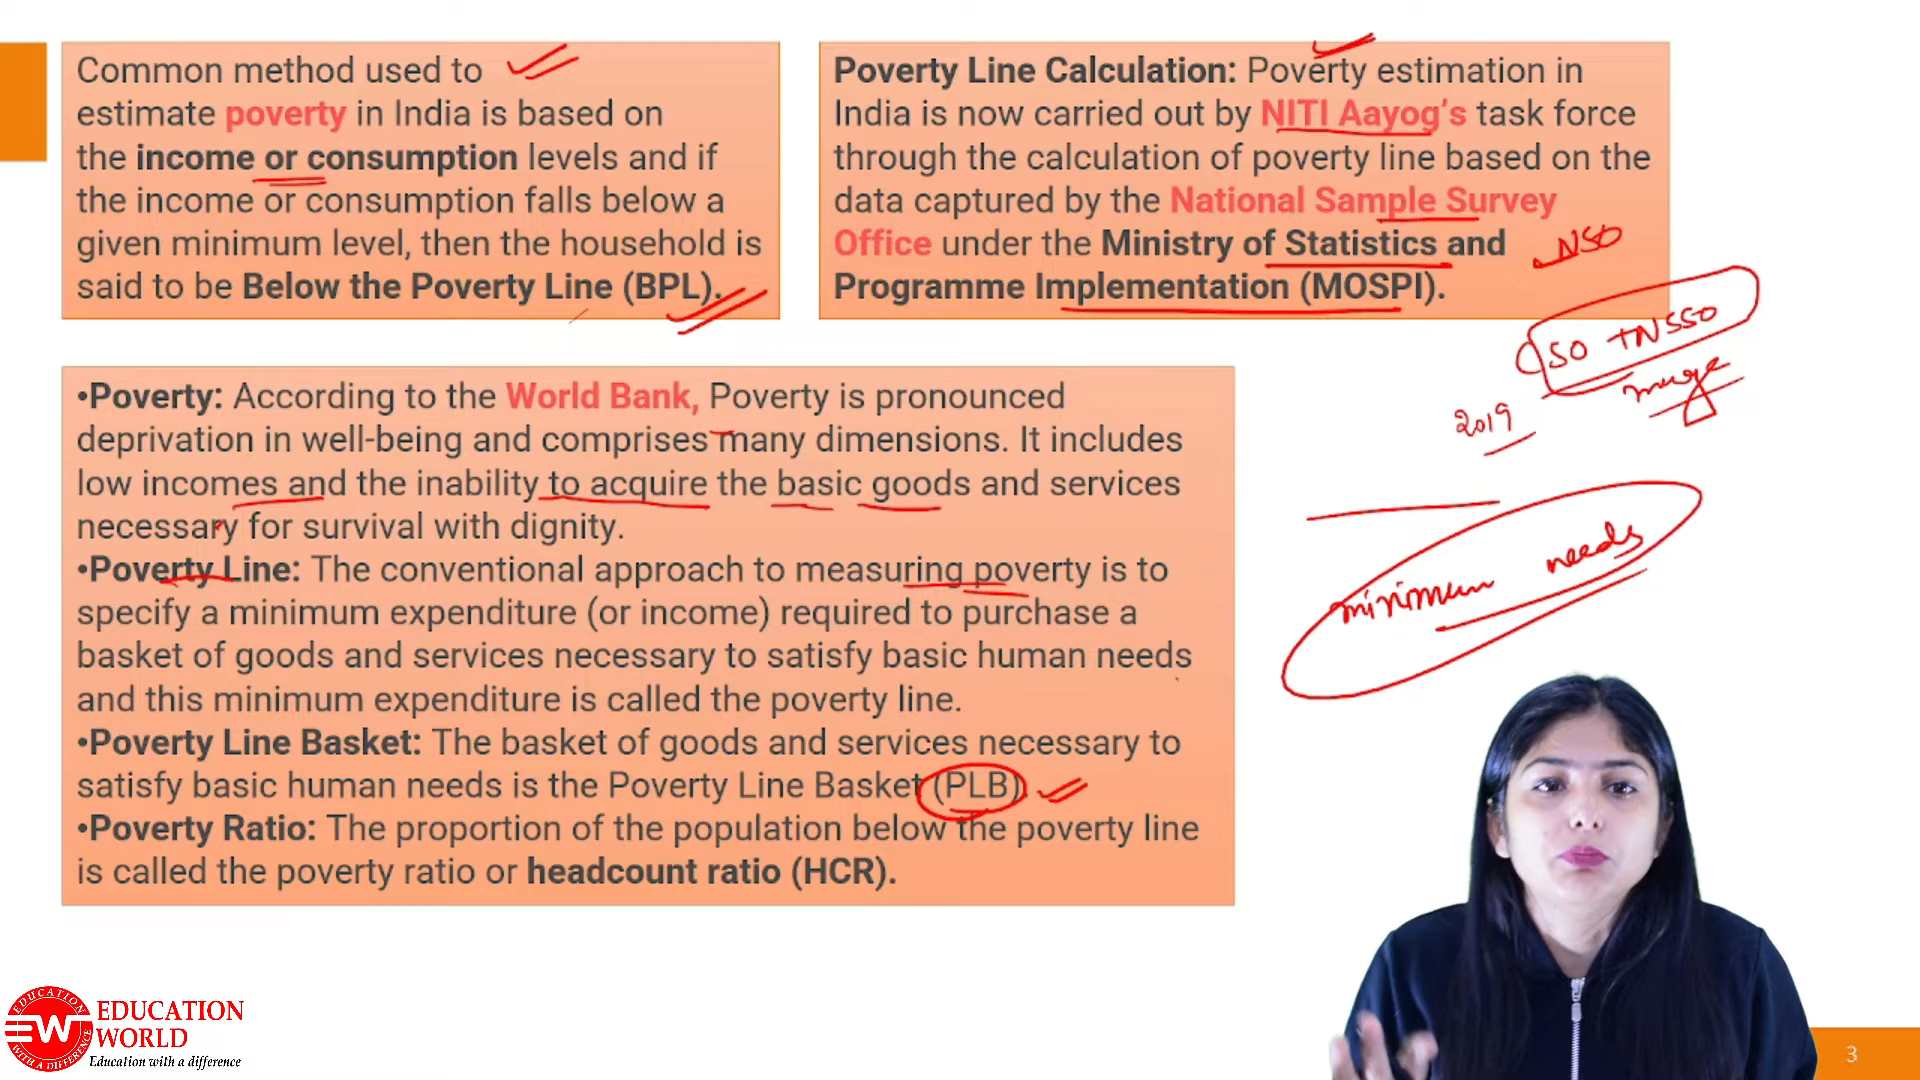 Common method used to
estimate poverty in India is based on
the income or consumption levels and if
the income or consumption falls below a
given minimum level, then the household is
said to be Below the Poverty Line (BPL).
Poverty Line Calculation: Poverty estimation in
India is now carried out by NITI Aayog's task force
through the calculation of poverty line based on the
data captured by the National Sample Survey
Office under the Ministry of Statistics and
Programme Implementation (MOSPI).
NSO
SO + NSSO
merge
2019
•Poverty: According to the World Bank, Poverty is pronounced
deprivation in well-being and comprises many dimensions. It includes
low incomes and the inability to acquire the basic goods and services
necessary for survival with dignity.
•Poverty Line: The conventional approach to measuring poverty is to
specify a minimum expenditure (or income) required to purchase a
basket of goods and services necessary to satisfy basic human needs
and this minimum expenditure is called the poverty line.
•Poverty Line Basket: The basket of goods and services necessary to
satisfy basic human needs is the Poverty Line Basket (PLB)
•Poverty Ratio: The proportion of the population below the poverty line
is called the poverty ratio or headcount ratio (HCR).
minimum needs
EDUCATION
EW
WITH A DIFFERENCE
EDUCATION
WORLD
Education with a difference
3